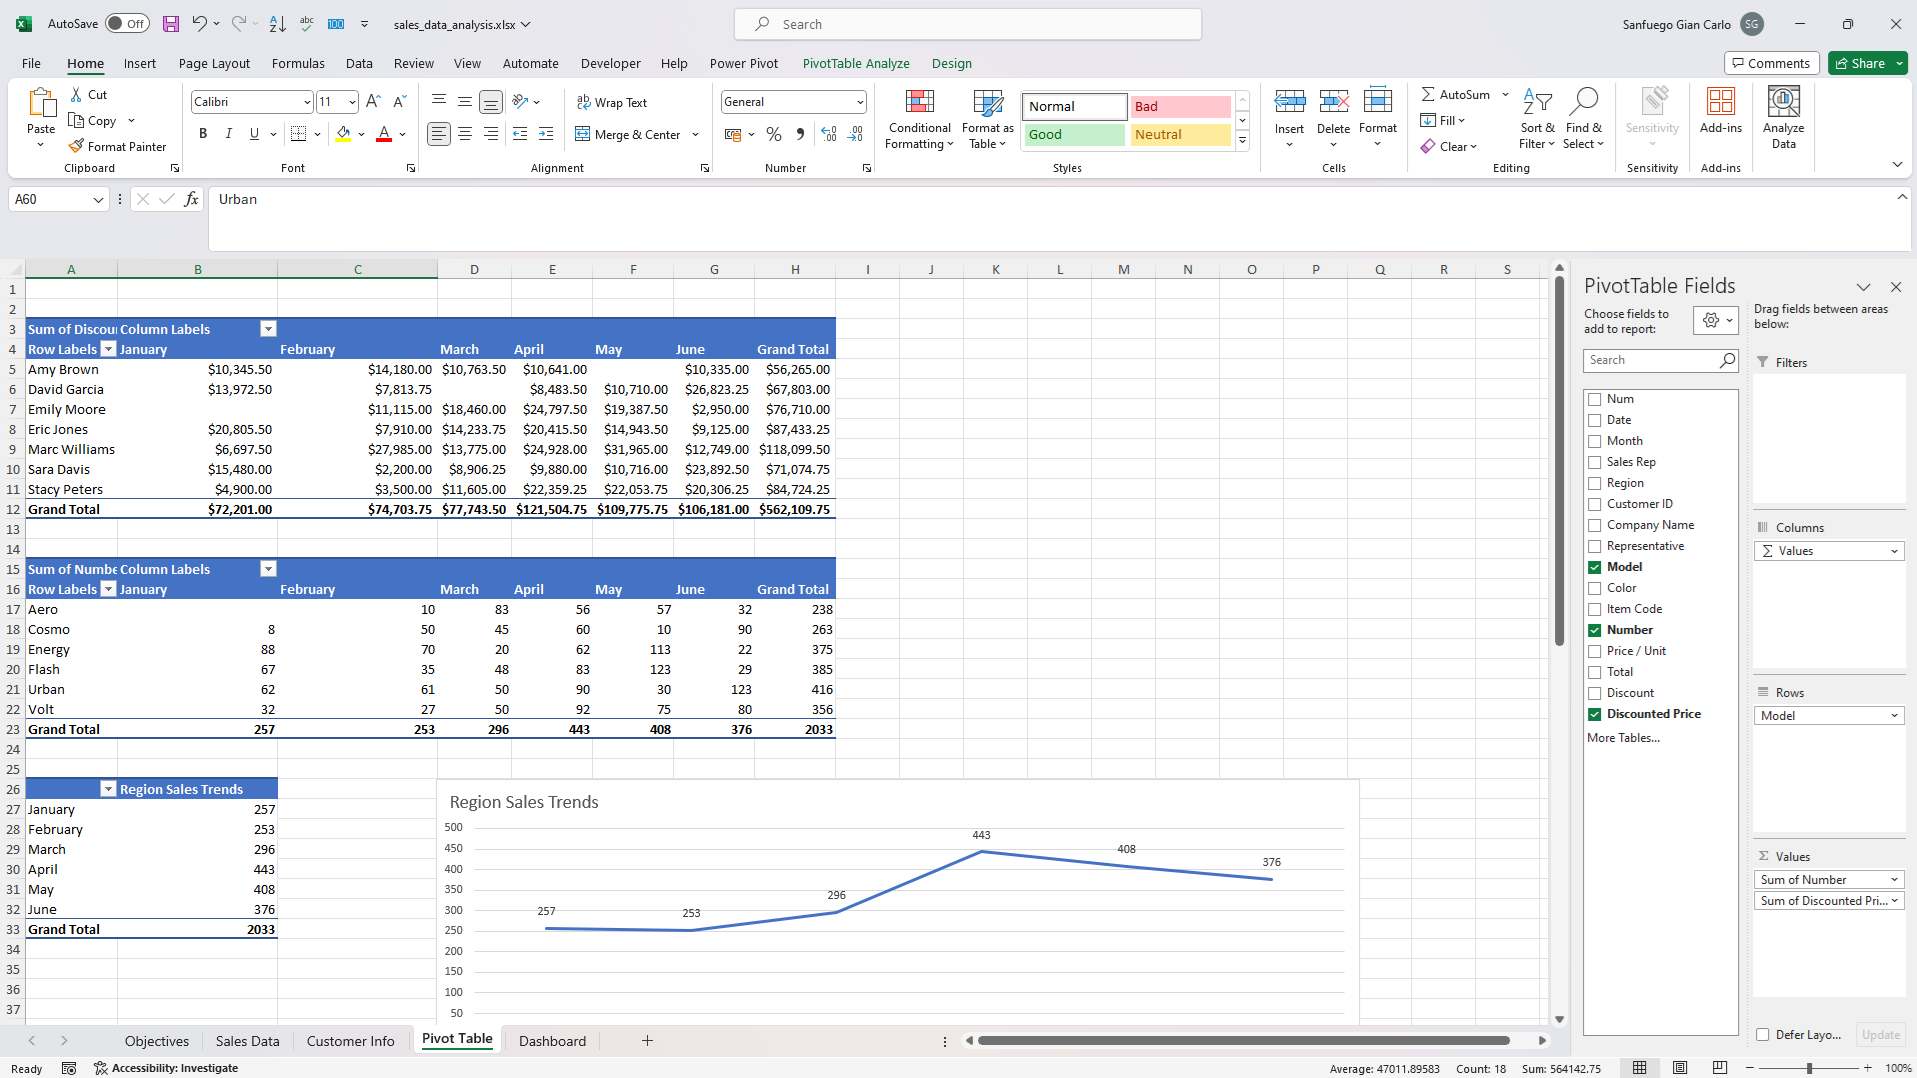 AutoSave Off abc 100 sales_data_analysis.xlsx Search Sanfuego Gian Carlo SG
File Home Insert Page Layout Formulas Data Review View Automate Developer Help Power Pivot PivotTable Analyze Design Comments Share
Paste Cut Copy Format Painter Clipboard
Calibri 11 B I U A Font
ab Wrap Text Merge & Center Alignment
General % Number
Conditional Formatting Format as Table Normal Bad Good Neutral Styles
Insert Delete Format Cells
AutoSum Fill Clear Sort & Filter Find & Select Editing
Sensitivity Sensitivity
Add-ins Add-ins
Analyze Data
A60 fx Urban
A B C D E F G H I J K L M N O P Q R S
1
2
3 Sum of Discou Column Labels
4 Row Labels January February March April May June Grand Total
5 Amy Brown $10,345.50 $14,180.00 $10,763.50 $10,641.00 $10,335.00 $56,265.00
6 David Garcia $13,972.50 $7,813.75 $8,483.50 $10,710.00 $26,823.25 $67,803.00
7 Emily Moore $11,115.00 $18,460.00 $24,797.50 $19,387.50 $2,950.00 $76,710.00
8 Eric Jones $20,805.50 $7,910.00 $14,233.75 $20,415.50 $14,943.50 $9,125.00 $87,433.25
9 Marc Williams $6,697.50 $27,985.00 $13,775.00 $24,928.00 $31,965.00 $12,749.00 $118,099.50
10 Sara Davis $15,480.00 $2,200.00 $8,906.25 $9,880.00 $10,716.00 $23,892.50 $71,074.75
11 Stacy Peters $4,900.00 $3,500.00 $11,605.00 $22,359.25 $22,053.75 $20,306.25 $84,724.25
12 Grand Total $72,201.00 $74,703.75 $77,743.50 $121,504.75 $109,775.75 $106,181.00 $562,109.75
13
14
15 Sum of Numbe Column Labels
16 Row Labels January February March April May June Grand Total
17 Aero 10 83 56 57 32 238
18 Cosmo 8 50 45 60 10 90 263
19 Energy 88 70 20 62 113 22 375
20 Flash 67 35 48 83 123 29 385
21 Urban 62 61 50 90 30 123 416
22 Volt 32 27 50 92 75 80 356
23 Grand Total 257 253 296 443 408 376 2033
24
25
26 Region Sales Trends
27 January 257
28 February 253
29 March 296
30 April 443
31 May 408
32 June 376
33 Grand Total 2033
34
35
36
37
Region Sales Trends
500
450
400
350
300
250
200
150
100
50
257 253 296 443 408 376
PivotTable Fields
Choose fields to
add to report:
Search
Num
Date
Month
Sales Rep
Region
Customer ID
Company Name
Representative
Model
Color
Item Code
Number
Price / Unit
Total
Discount
Discounted Price
More Tables...
Drag fields between areas
below:
Filters
Columns
Σ Values
Rows
Model
Σ Values
Sum of Number
Sum of Discounted Pri...
Defer Layo... Update
Objectives Sales Data Customer Info Pivot Table Dashboard +
Ready Accessibility: Investigate Average: 47011.89583 Count: 18 Sum: 564142.75 100%